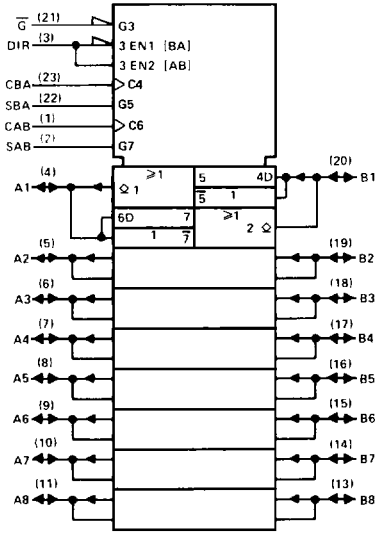 G̅ (21) G3
DIR (3) 3 EN1 [BA]
3 EN2 [AB]
CBA (23) C4
SBA (22) G5
CAB (1) C6
SAB (2) G7
A1 (4) ⩾1 5 4D (20) B1
1 5̅ 1
6D 7 ⩾1
1 7̅ 2
A2 (5) (19) B2
A3 (6) (18) B3
A4 (7) (17) B4
A5 (8) (16) B5
A6 (9) (15) B6
A7 (10) (14) B7
A8 (11) (13) B8